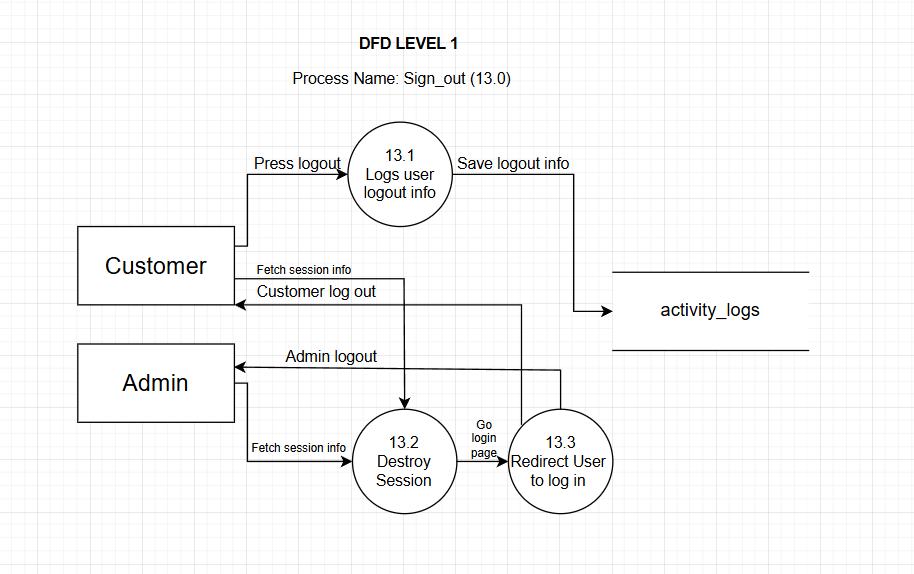 DFD LEVEL 1
Process Name: Sign_out (13.0)
Press logout
13.1
Logs user
logout info
Save logout info
Customer
Fetch session info
Customer log out
activity_logs
Admin logout
Admin
Fetch session info
13.2
Destroy
Session
Go
login
page
13.3
Redirect User
to log in